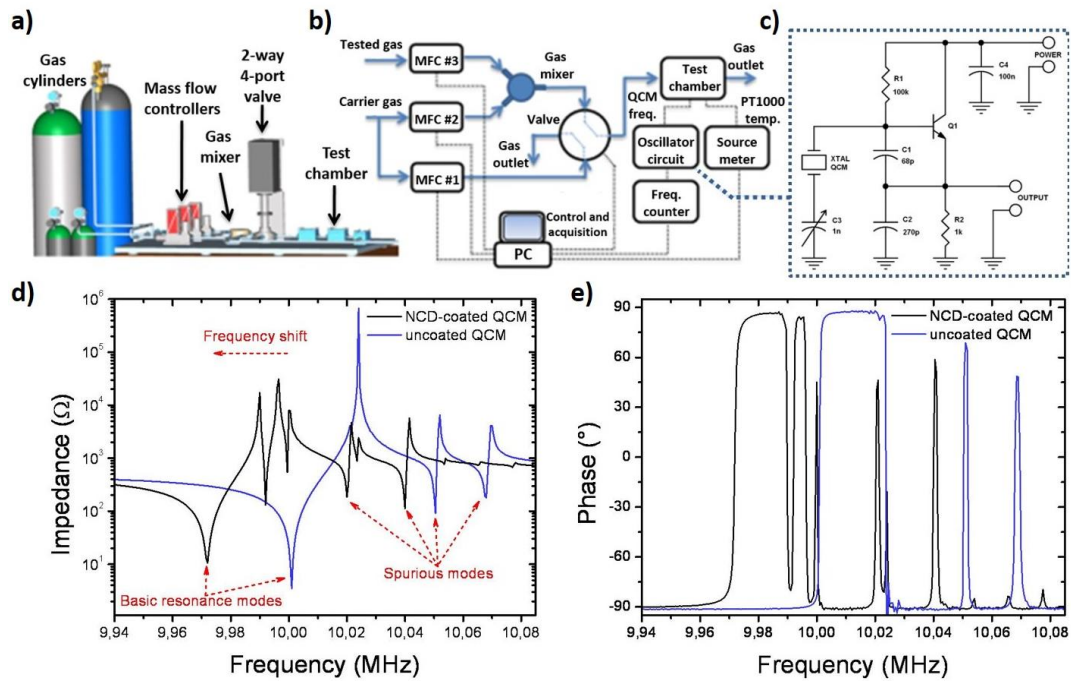 a)
Gas
cylinders
Mass flow
controllers
Gas
mixer
2-way
4-port
valve
Test
chamber
b)
Tested gas
MFC #3
Gas
mixer
Carrier gas
MFC #2
Valve
Gas
outlet
MFC #1
QCM
freq.
Test
chamber
Gas
outlet
PT1000
temp.
Oscillator
circuit
Source
meter
Freq.
counter
Control and
acquisition
PC
c)
R1
100k
C4
100n
POWER
Q1
XTAL
QCM
C1
68p
C3
1n
C2
270p
R2
1k
OUTPUT
d)
NCD-coated QCM
uncoated QCM
Frequency shift
Basic resonance modes
Spurious modes
Impedance (Ω)
10^6
10^5
10^4
10^3
10^2
10^1
9,94 9,96 9,98 10,00 10,02 10,04 10,06 10,08
Frequency (MHz)
e)
NCD-coated QCM
uncoated QCM
Phase (°)
90
60
30
0
-30
-60
-90
9,94 9,96 9,98 10,00 10,02 10,04 10,06 10,08
Frequency (MHz)